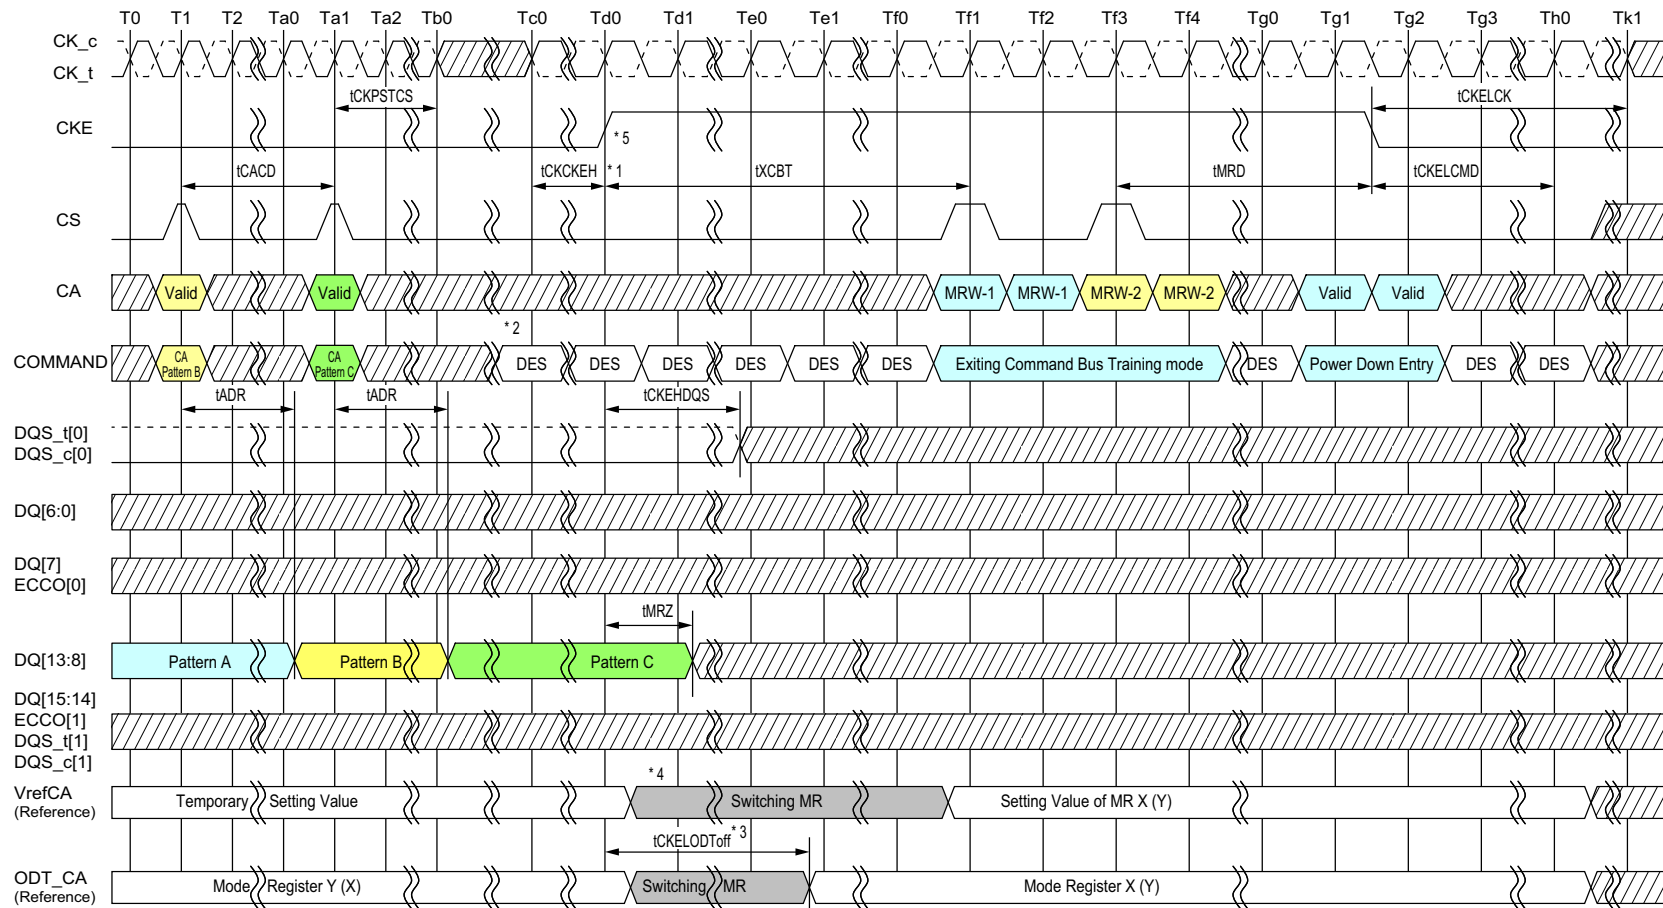 T0 T1 T2 Ta0 Ta1 Ta2 Tb0 Tc0 Td0 Td1 Te0 Te1 Tf0 Tf1 Tf2 Tf3 Tf4 Tg0 Tg1 Tg2 Tg3 Th0 Tk1
CK_c
CK_t
tCKPSTCS tCKELCK
CKE
* 5
tCACD tCKCKEH * 1 tXCBT tMRD tCKELCMD
CS
CA Valid Valid MRW-1 MRW-1 MRW-2 MRW-2 Valid Valid
* 2
COMMAND CA Pattern B CA Pattern C DES DES DES DES DES DES Exiting Command Bus Training mode DES Power Down Entry DES DES
tADR tADR tCKEHDQS
DQS_t[0]
DQS_c[0]
DQ[6:0]
DQ[7]
ECCO[0]
tMRZ
DQ[13:8] Pattern A Pattern B Pattern C
DQ[15:14]
ECCO[1]
DQS_t[1]
DQS_c[1]
* 4
VrefCA
(Reference)
Temporary Setting Value Switching MR Setting Value of MR X (Y)
tCKELODToff * 3
ODT_CA
(Reference)
Mode Register Y (X) Switching MR Mode Register X (Y)